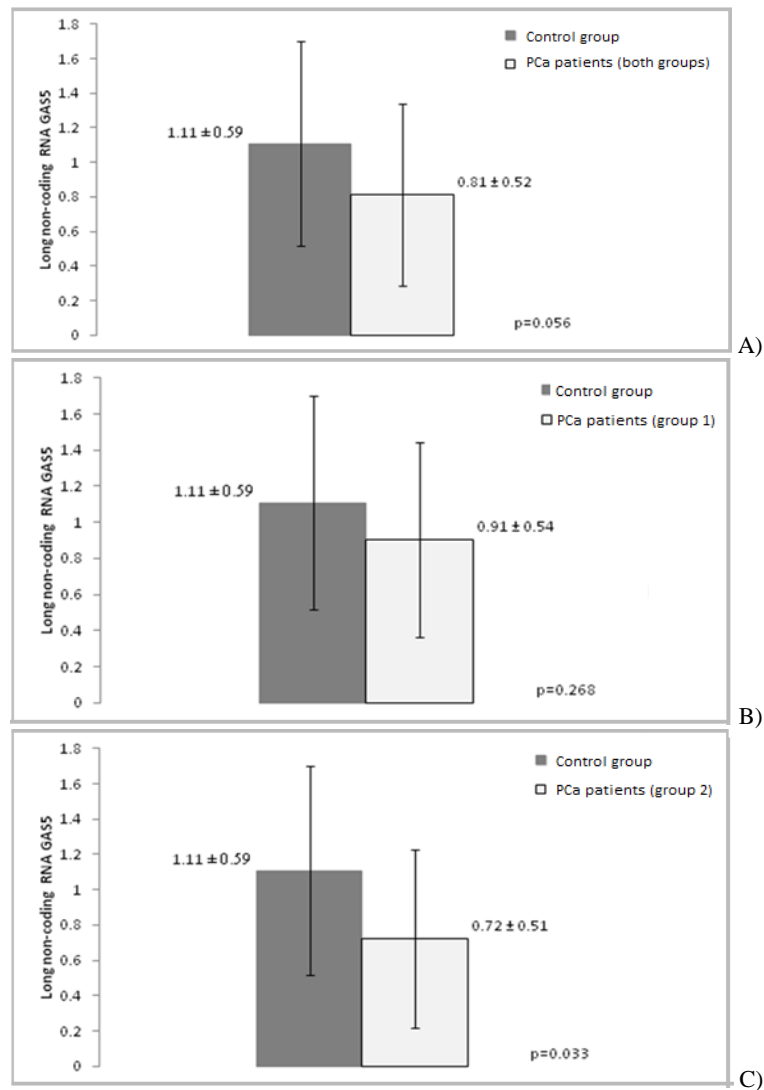 Long non-coding RNA GAS5
1.8
1.6
1.4
1.2
1
0.8
0.6
0.4
0.2
0
Control group
PCa patients (both groups)
1.11 ± 0.59
0.81 ± 0.52
p=0.056
A)
Long non-coding RNA GAS5
1.8
1.6
1.4
1.2
1
0.8
0.6
0.4
0.2
0
Control group
PCa patients (group 1)
1.11 ± 0.59
0.91 ± 0.54
p=0.268
B)
Long non-coding RNA GAS5
1.8
1.6
1.4
1.2
1
0.8
0.6
0.4
0.2
0
Control group
PCa patients (group 2)
1.11 ± 0.59
0.72 ± 0.51
p=0.033
C)